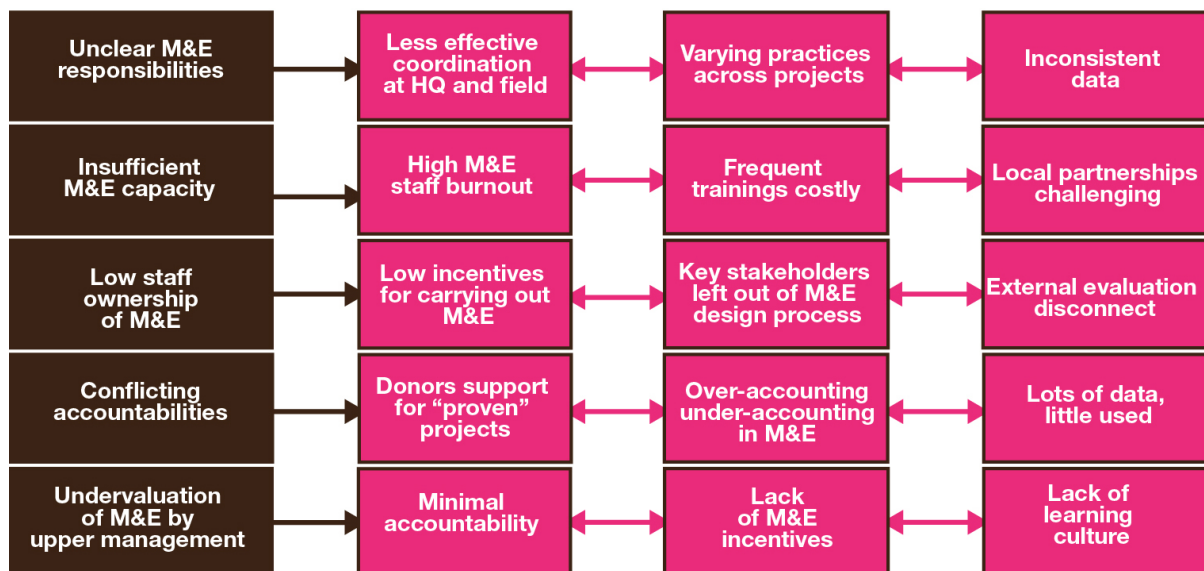 Unclear M&E
responsibilities
Less effective
coordination
at HQ and field
Varying practices
across projects
Inconsistent
data
Insufficient
M&E capacity
High M&E
staff burnout
Frequent
trainings costly
Local partnerships
challenging
Low staff
ownership
of M&E
Low incentives
for carrying out
M&E
Key stakeholders
left out of M&E
design process
External evaluation
disconnect
Conflicting
accountabilities
Donors support
for “proven”
projects
Over-accounting
under-accounting
in M&E
Lots of data,
little used
Undervaluation
of M&E by
upper management
Minimal
accountability
Lack
of M&E
incentives
Lack of
learning
culture